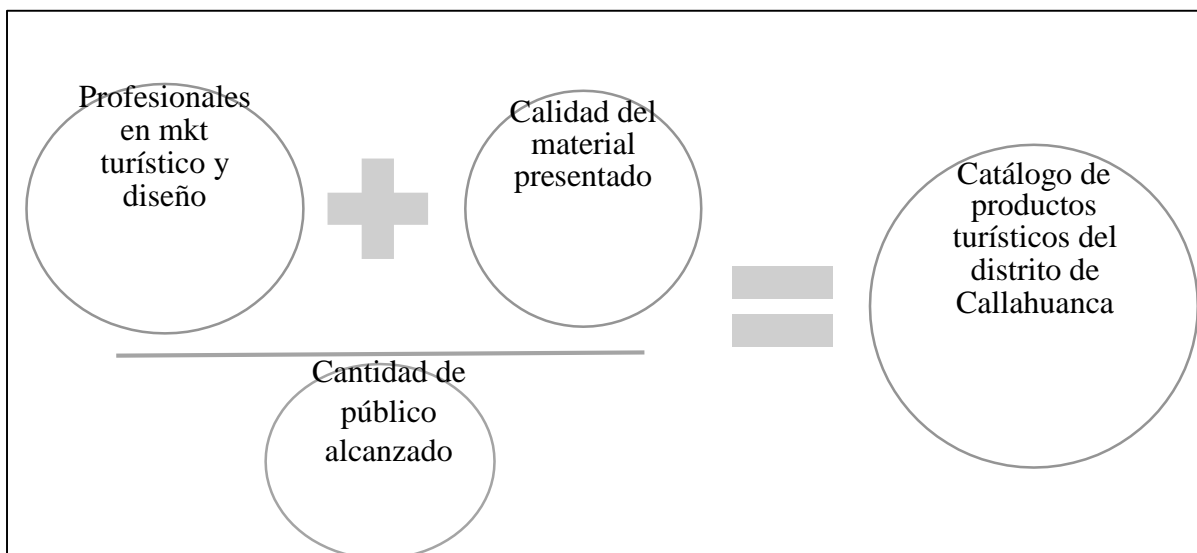 Profesionales
en mkt
turístico y
diseño
Calidad del
material
presentado
Cantidad de
público
alcanzado
Catálogo de
productos
turísticos del
distrito de
Callahuanca